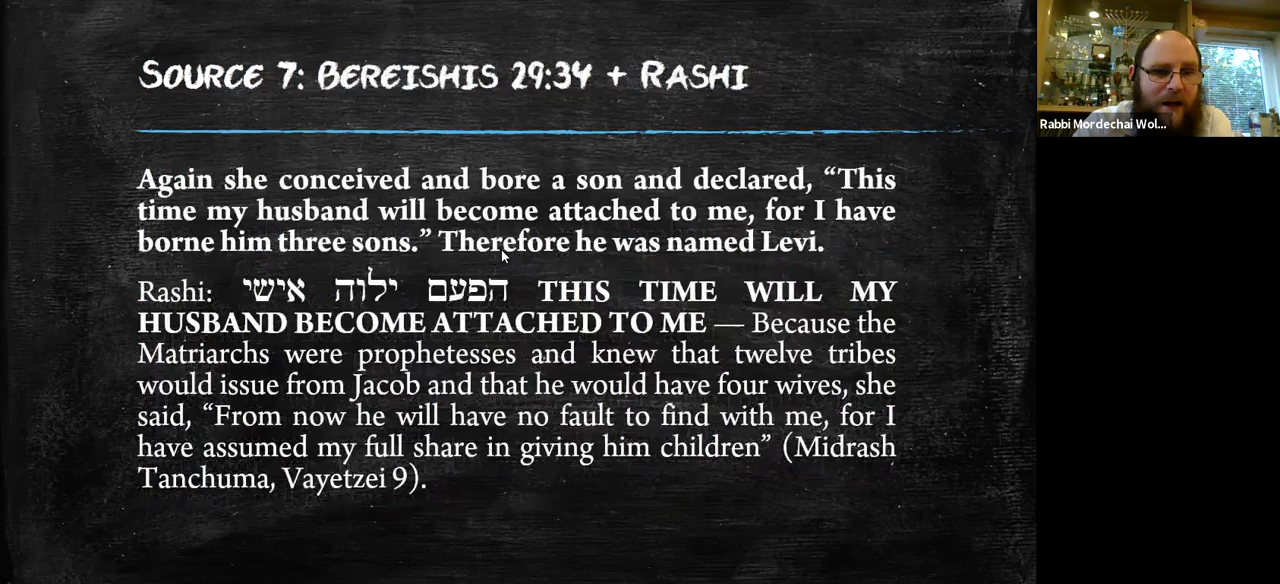 SOURCE 7: BEREISHIS 29:34 + RASHI
Again she conceived and bore a son and declared, “This
time my husband will become attached to me, for I have
borne him three sons.” Therefore he was named Levi.
Rashi: הפעם ילוה אישי THIS TIME WILL MY
HUSBAND BECOME ATTACHED TO ME — Because the
Matriarchs were prophetesses and knew that twelve tribes
would issue from Jacob and that he would have four wives, she
said, “From now he will have no fault to find with me, for I
have assumed my full share in giving him children” (Midrash
Tanchuma, Vayetzei 9).
Rabbi Mordechai Wol...